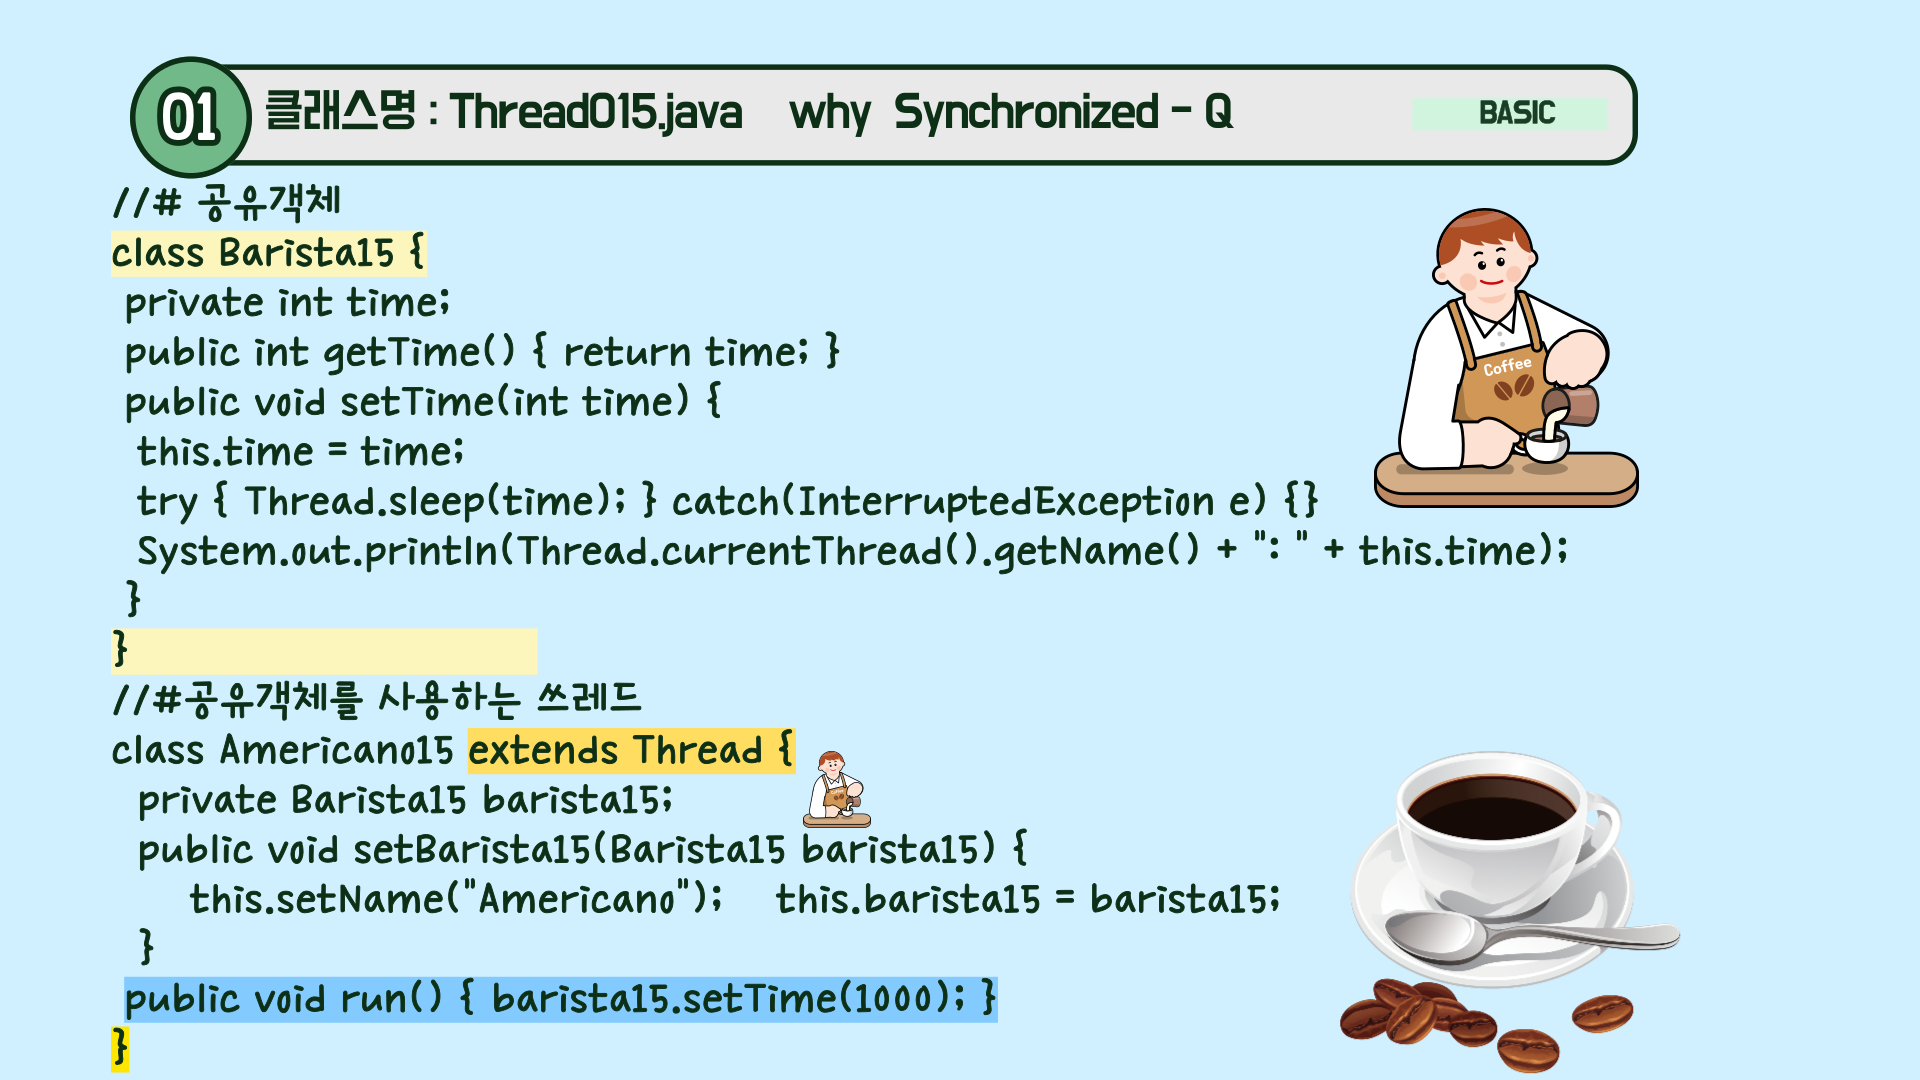 01 클래스명 : Thread015.java why Synchronized - Q BASIC
//# 공유객체
class Barista15 {
private int time;
public int getTime() { return time; }
public void setTime(int time) {
this.time = time;
try { Thread.sleep(time); } catch(InterruptedException e) {}
System.out.println(Thread.currentThread().getName() + ": " + this.time);
}
}
//#공유객체를 사용하는 쓰레드
class Americano15 extends Thread {
private Barista15 barista15;
public void setBarista15(Barista15 barista15) {
this.setName("Americano"); this.barista15 = barista15;
}
public void run() { barista15.setTime(1000); }
}
Coffee